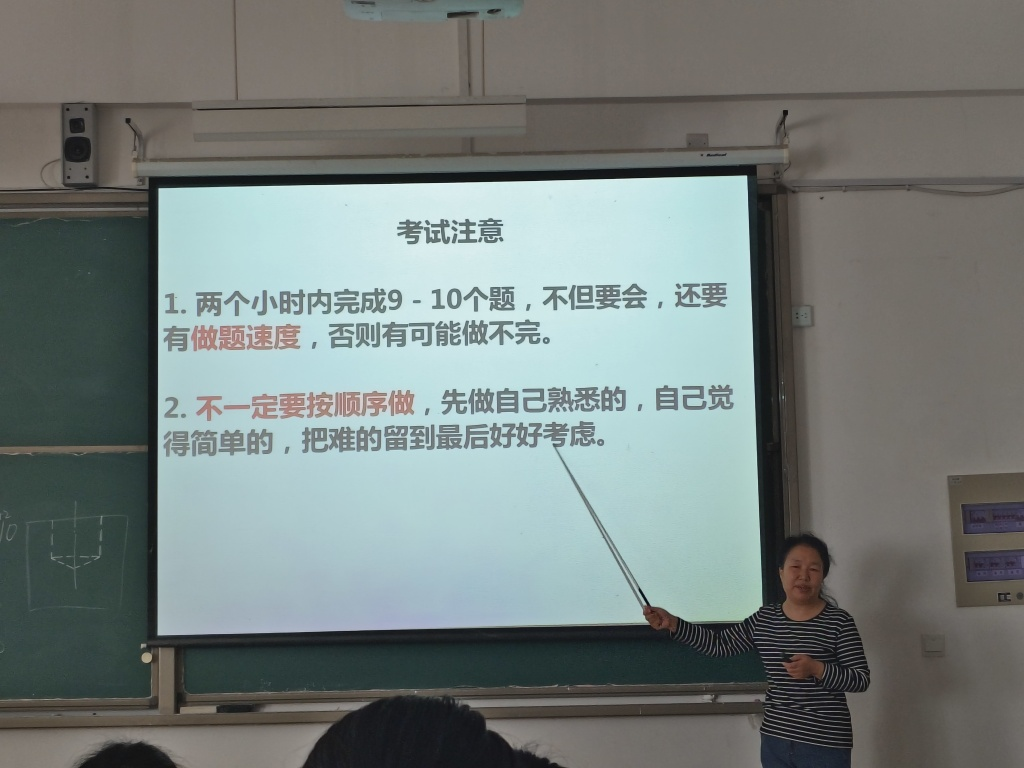 考试注意
1. 两个小时内完成9－10个题，不但要会，还要
有做题速度，否则有可能做不完。
2. 不一定要按顺序做，先做自己熟悉的，自己觉
得简单的，把难的留到最后好好考虑。